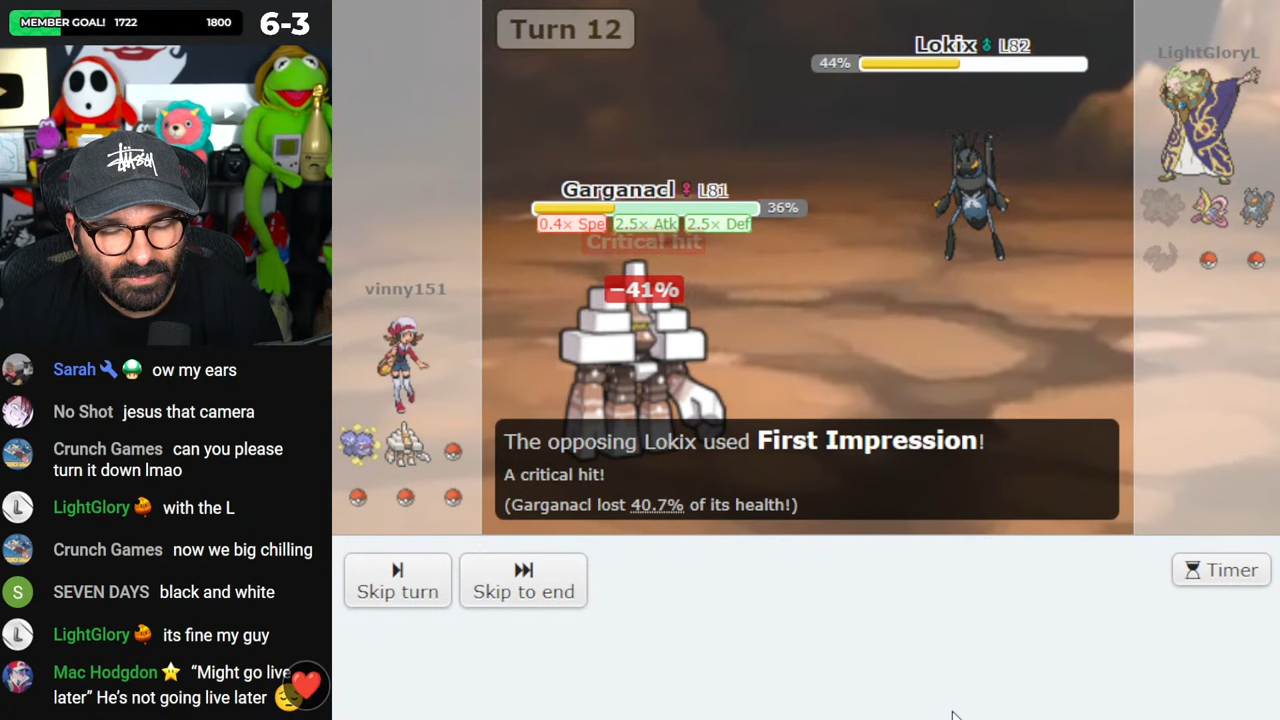 MEMBER GOAL! 1722 1800
6-3
Sarah ow my ears
No Shot jesus that camera
Crunch Games can you please
turn it down lmao
LightGlory with the L
Crunch Games now we big chilling
S SEVEN DAYS black and white
LightGlory its fine my guy
Mac Hodgdon “Might go live
later” He’s not going live later
vinny151
Turn 12
Lokix L82
44%
Garganacl L81
36%
0.4× Spe 2.5× Atk 2.5× Def
Critical hit
−41%
The opposing Lokix used First Impression!
A critical hit!
(Garganacl lost 40.7% of its health!)
LightGloryL
Skip turn
Skip to end
Timer